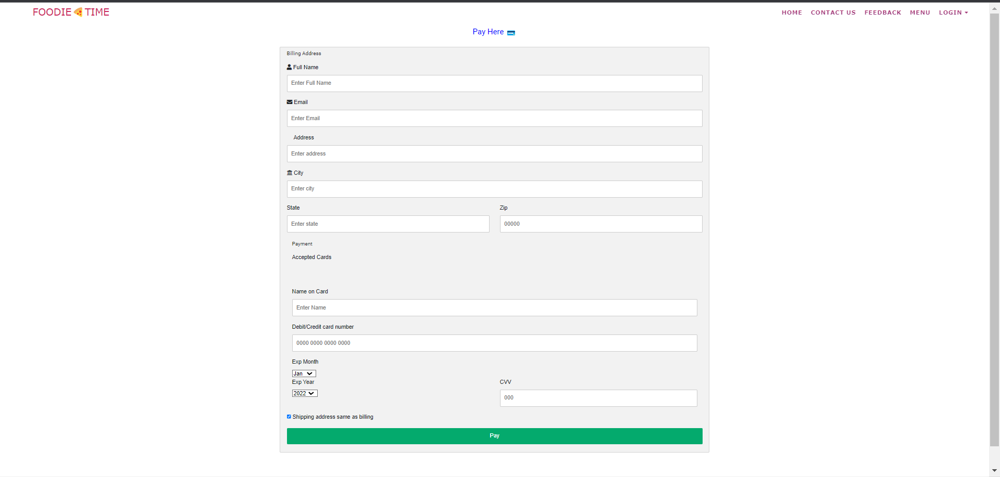 FOODIE TIME
HOME CONTACT US FEEDBACK MENU LOGIN
Pay Here
Billing Address
Full Name
Enter Full Name
Email
Enter Email
Address
Enter address
City
Enter city
State Zip
Enter state 00000
Payment
Accepted Cards
Name on Card
Enter Name
Debit/Credit card number
0000 0000 0000 0000
Exp Month
Jan
Exp Year CVV
2022 000
Shipping address same as billing
Pay